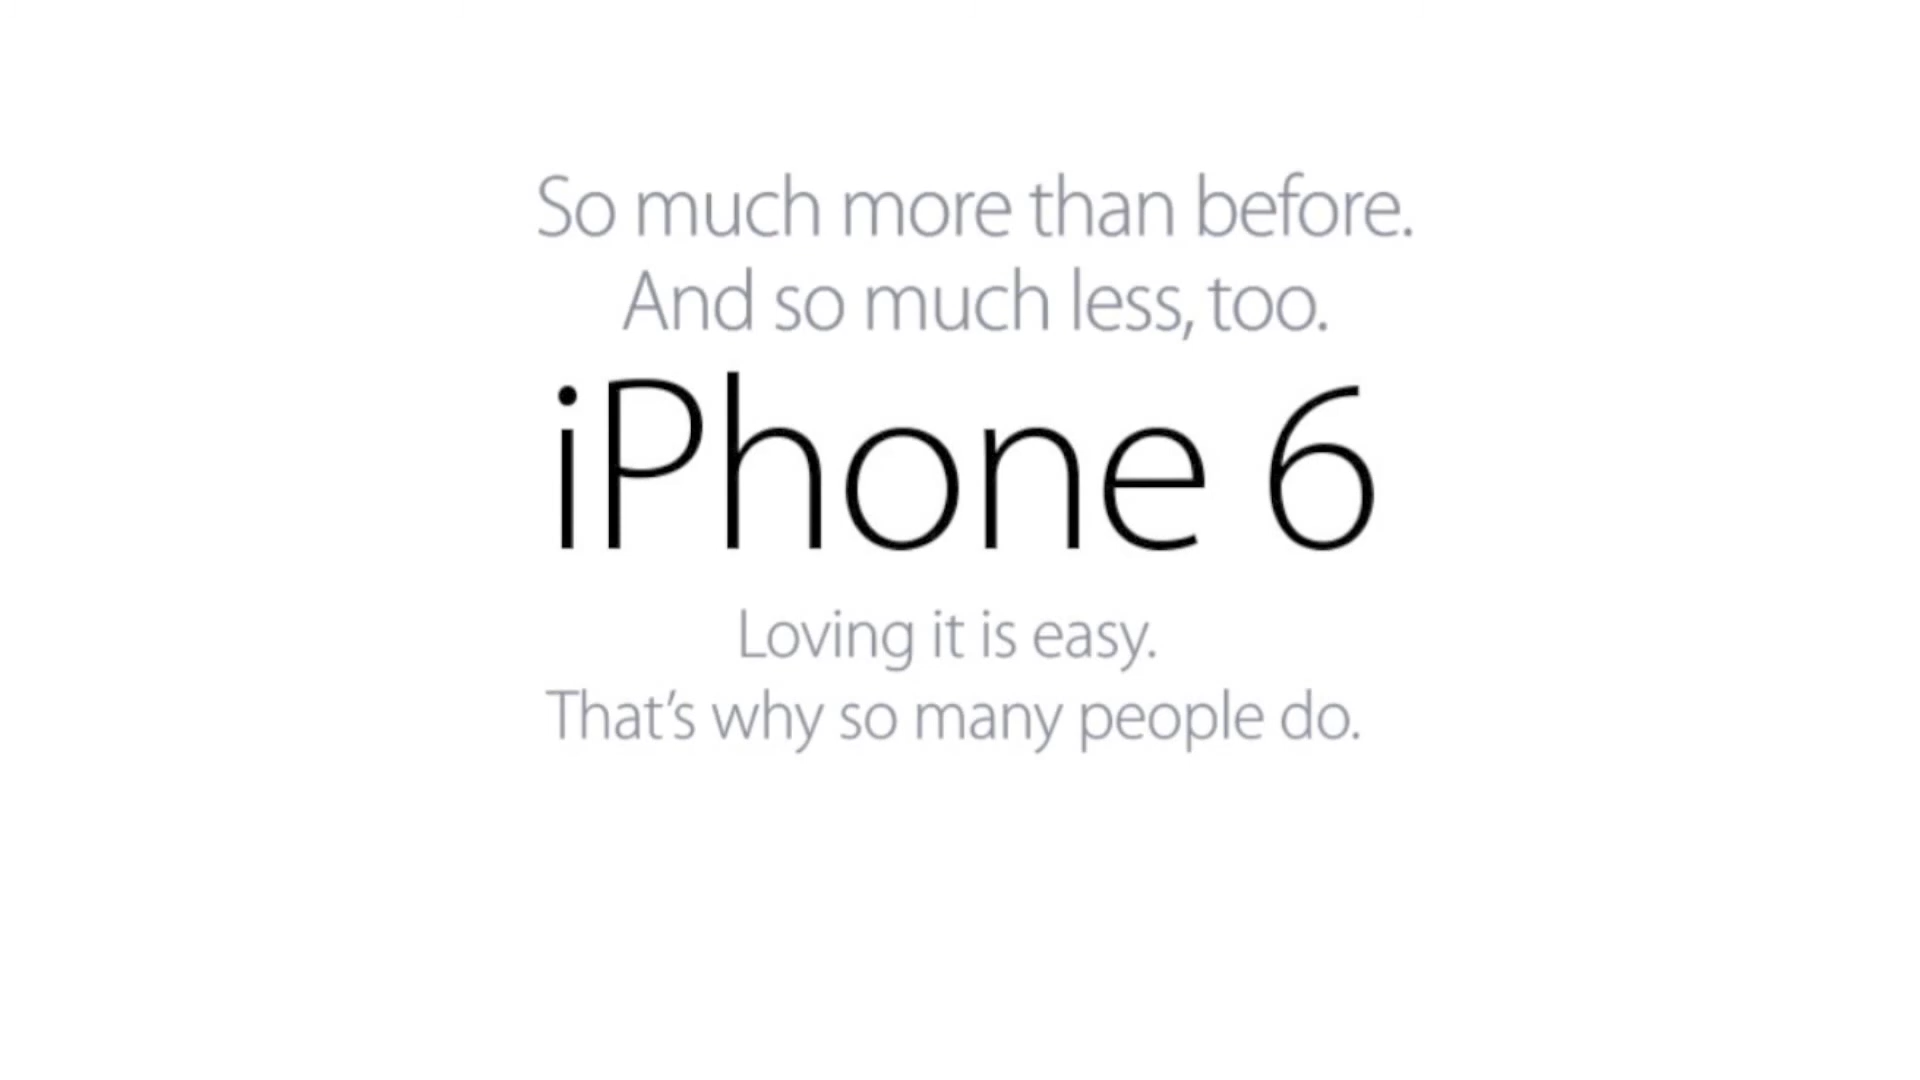 So much more than before.
And so much less, too.
iPhone 6
Loving it is easy.
That’s why so many people do.